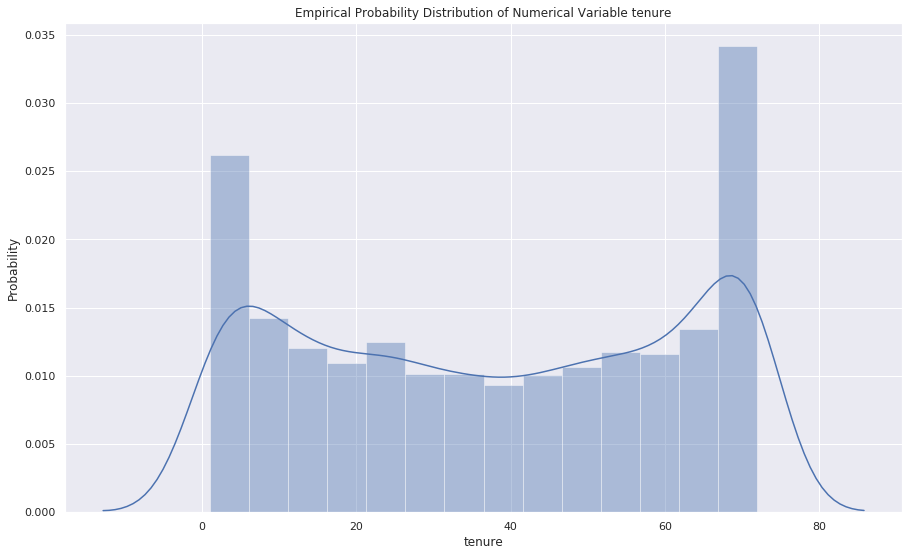 Empirical Probability Distribution of Numerical Variable tenure
0.035
0.030
0.025
0.020
0.015
0.010
0.005
0.000
Probability
0 20 40 60 80
tenure